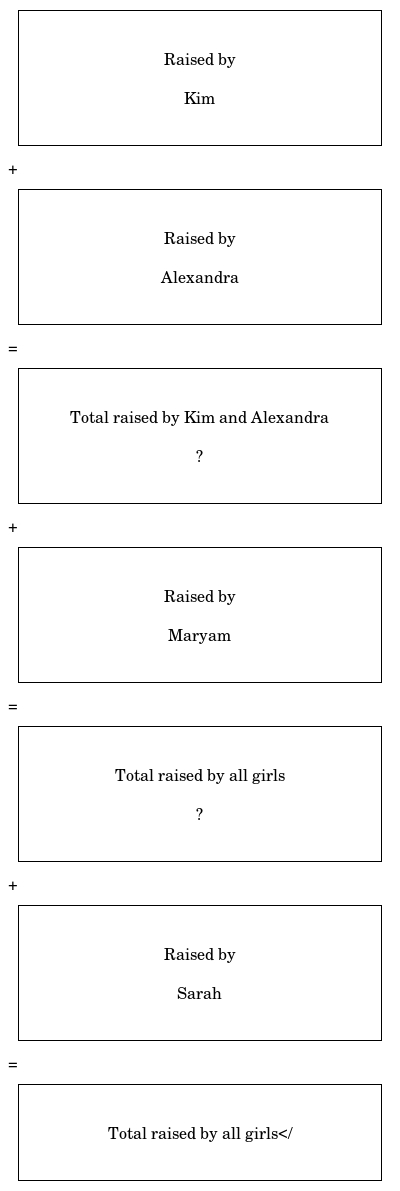 Raised by
Kim
+
Raised by
Alexandra
=
Total raised by Kim and Alexandra
?
+
Raised by
Maryam
=
Total raised by all girls
?
+
Raised by
Sarah
=
Total raised by all girls</